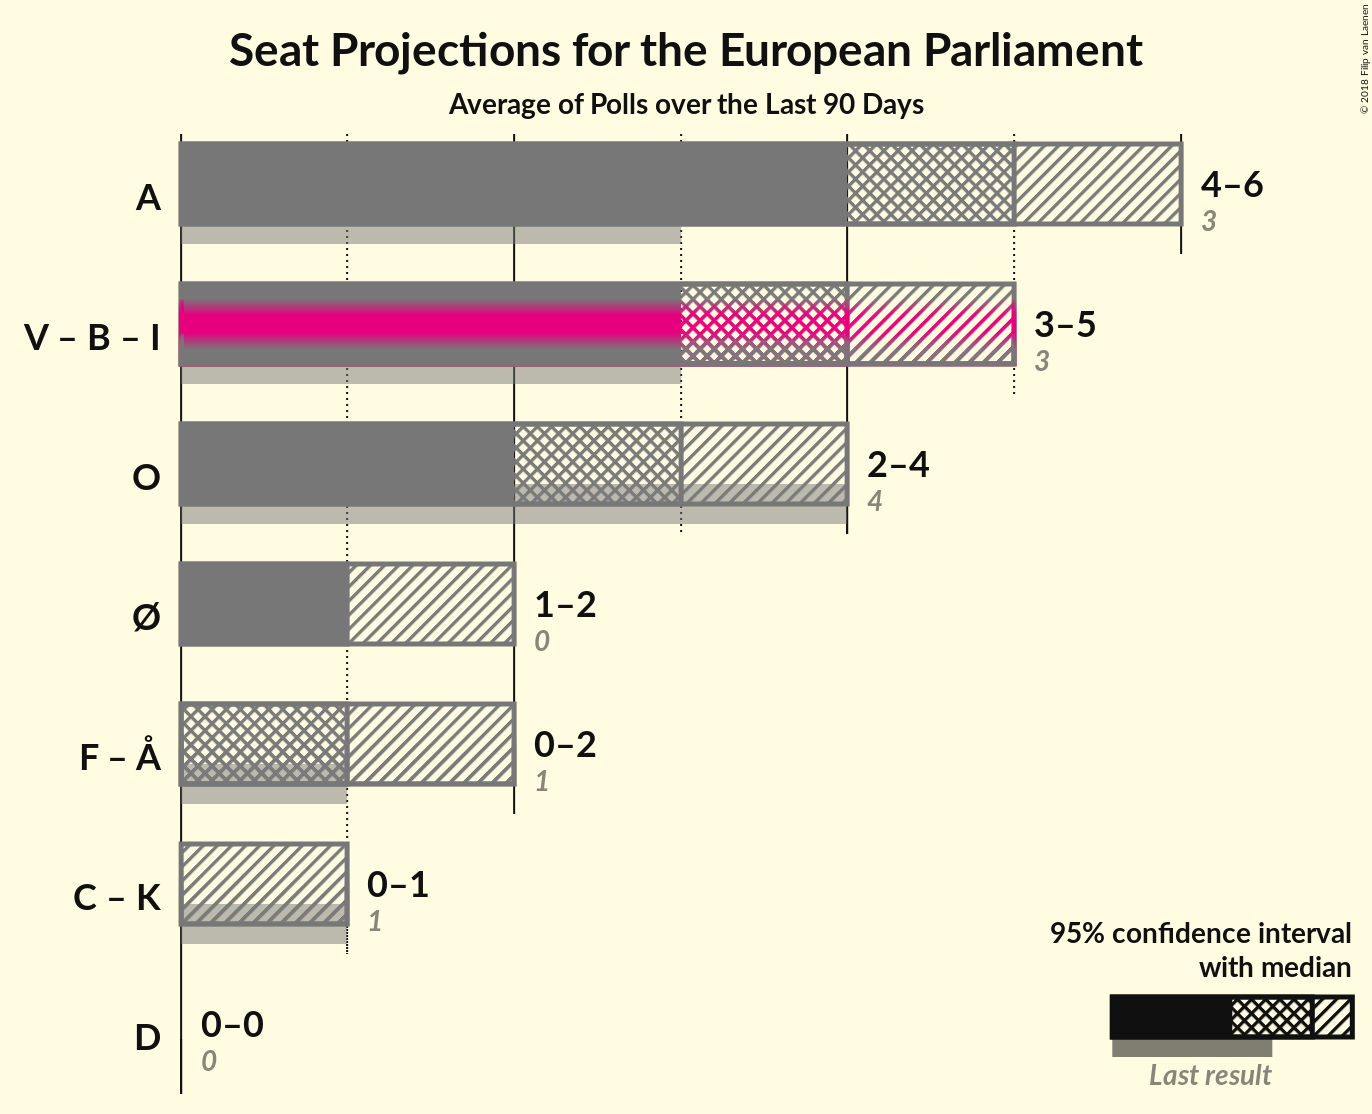 Seat Projections for the European Parliament
Average of Polls over the Last 90 Days
© 2018 Filip van Laenen
A
4–6
3
V – B – I
3–5
3
O
2–4
4
Ø
1–2
0
F – Å
0–2
1
C – K
0–1
1
D
0–0
0
95% confidence interval
with median
Last result